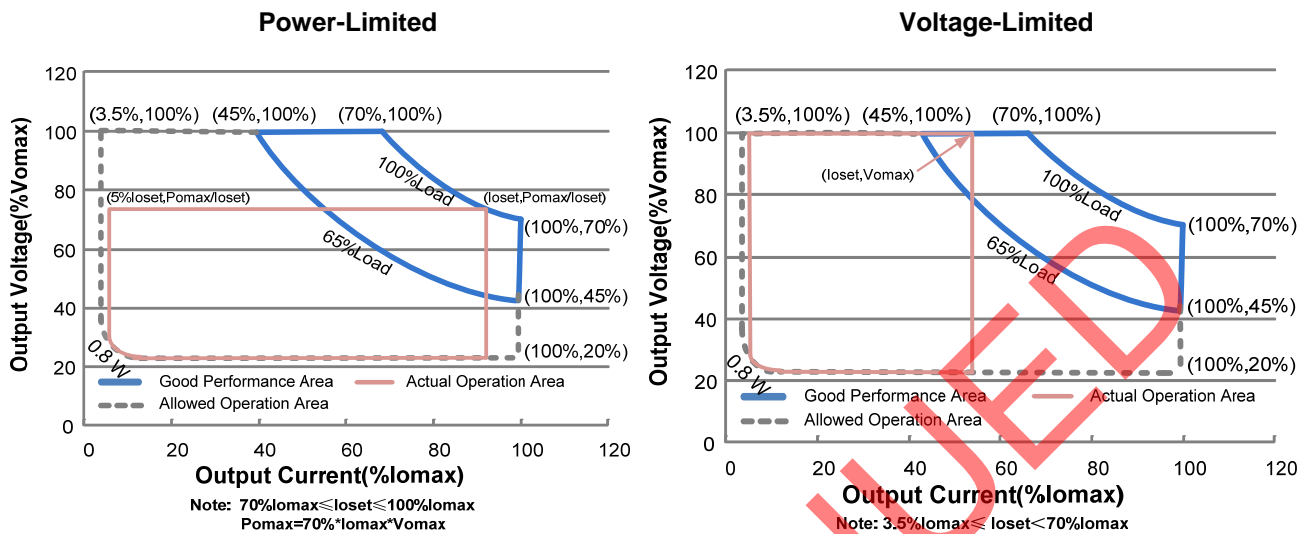 Power-Limited
Output Voltage(%Vomax)
120
100
80
60
40
20
0
(3.5%,100%) (45%,100%) (70%,100%)
100%Load
(5%Ioset,Pomax/Ioset)
(Ioset,Pomax/Ioset)
(100%,70%)
65%Load
(100%,45%)
(100%,20%)
0.8 W
Good Performance Area
Actual Operation Area
Allowed Operation Area
0 20 40 60 80 100 120
Output Current(%Iomax)
Note: 70%Iomax≤Ioset≤100%Iomax
Pomax=70%*Iomax*Vomax
Voltage-Limited
Output Voltage(%Vomax)
120
100
80
60
40
20
0
(3.5%,100%) (45%,100%) (70%,100%)
(Ioset,Vomax)
100%Load
(100%,70%)
65%Load
(100%,45%)
(100%,20%)
0.8 W
Good Performance Area
Actual Operation Area
Allowed Operation Area
0 20 40 60 80 100 120
Output Current(%Iomax)
Note: 3.5%Iomax≤ Ioset<70%Iomax
UED